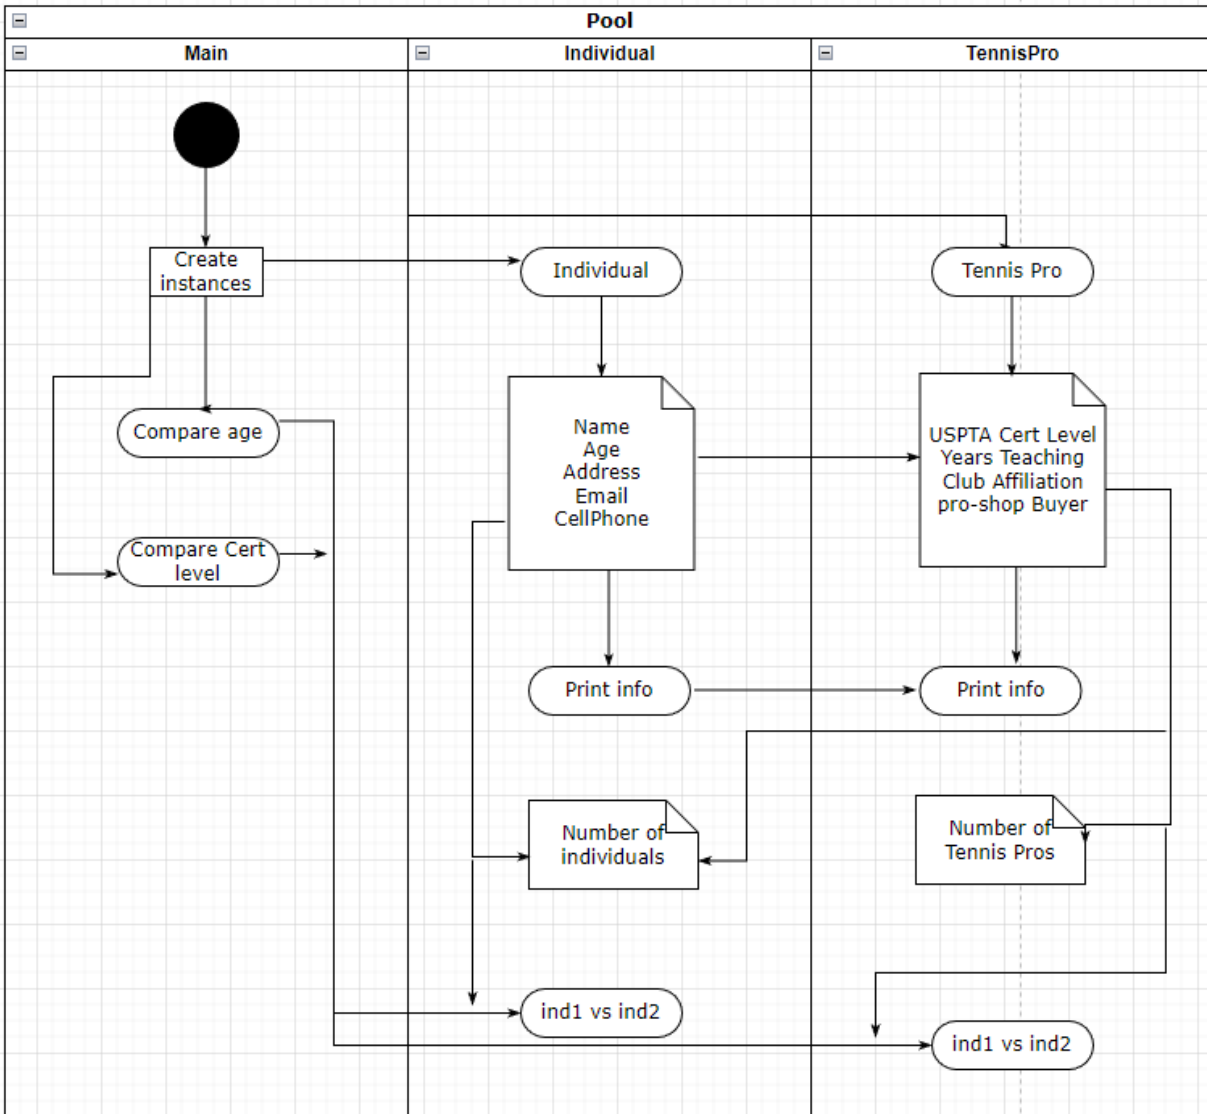 Pool
Main
Individual
TennisPro
Create
instances
Individual
Tennis Pro
Compare age
Name
Age
Address
Email
CellPhone
USPTA Cert Level
Years Teaching
Club Affiliation
pro-shop Buyer
Compare Cert
level
Print info
Print info
Number of
individuals
Number of
Tennis Pros
ind1 vs ind2
ind1 vs ind2